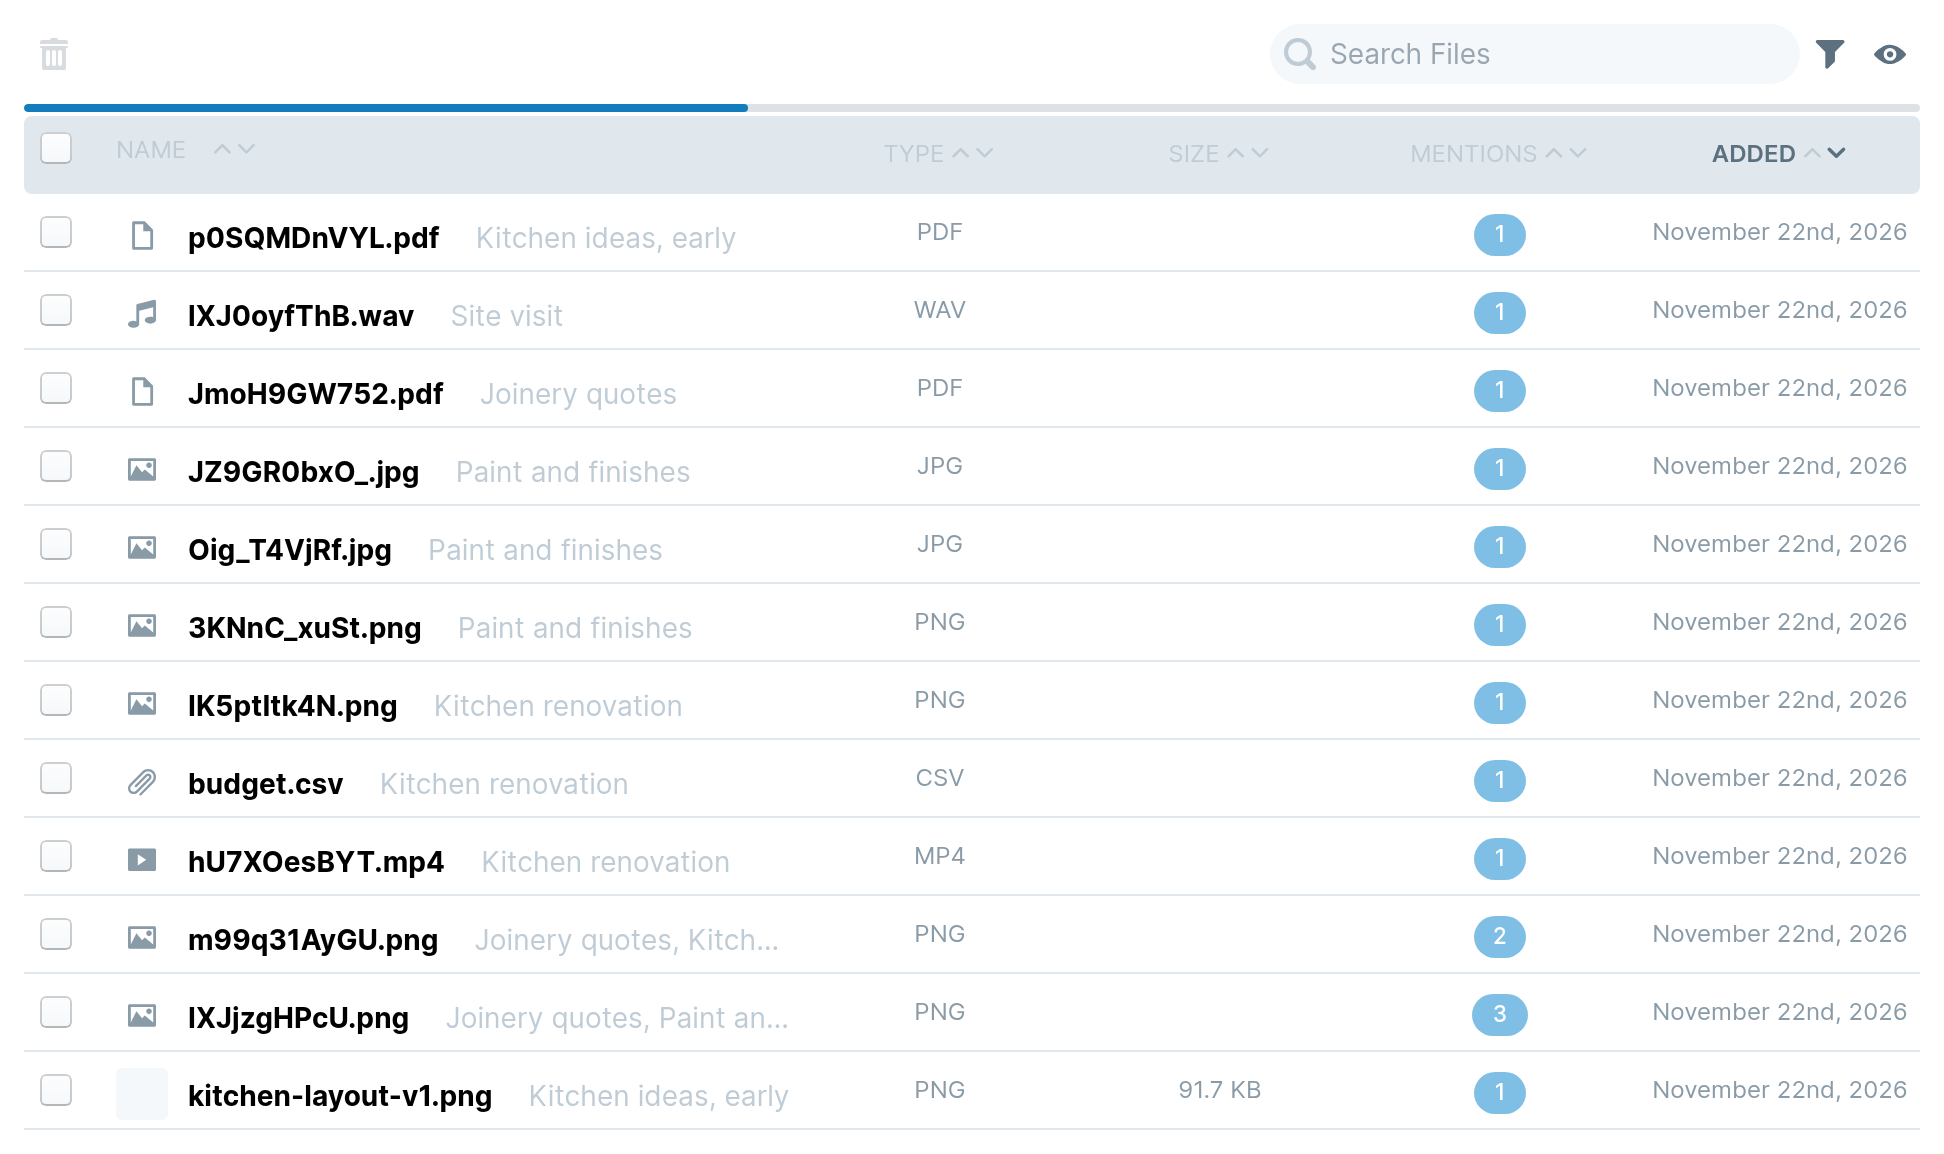 Search Files
NAME TYPE SIZE MENTIONS ADDED
p0SQMDnVYL.pdf Kitchen ideas, early PDF 1 November 22nd, 2026
IXJ0oyfThB.wav Site visit WAV 1 November 22nd, 2026
JmoH9GW752.pdf Joinery quotes PDF 1 November 22nd, 2026
JZ9GR0bxO_.jpg Paint and finishes JPG 1 November 22nd, 2026
Oig_T4VjRf.jpg Paint and finishes JPG 1 November 22nd, 2026
3KNnC_xuSt.png Paint and finishes PNG 1 November 22nd, 2026
IK5ptItk4N.png Kitchen renovation PNG 1 November 22nd, 2026
budget.csv Kitchen renovation CSV 1 November 22nd, 2026
hU7XOesBYT.mp4 Kitchen renovation MP4 1 November 22nd, 2026
m99q31AyGU.png Joinery quotes, Kitch... PNG 2 November 22nd, 2026
IXJjzgHPcU.png Joinery quotes, Paint an... PNG 3 November 22nd, 2026
kitchen-layout-v1.png Kitchen ideas, early PNG 91.7 KB 1 November 22nd, 2026